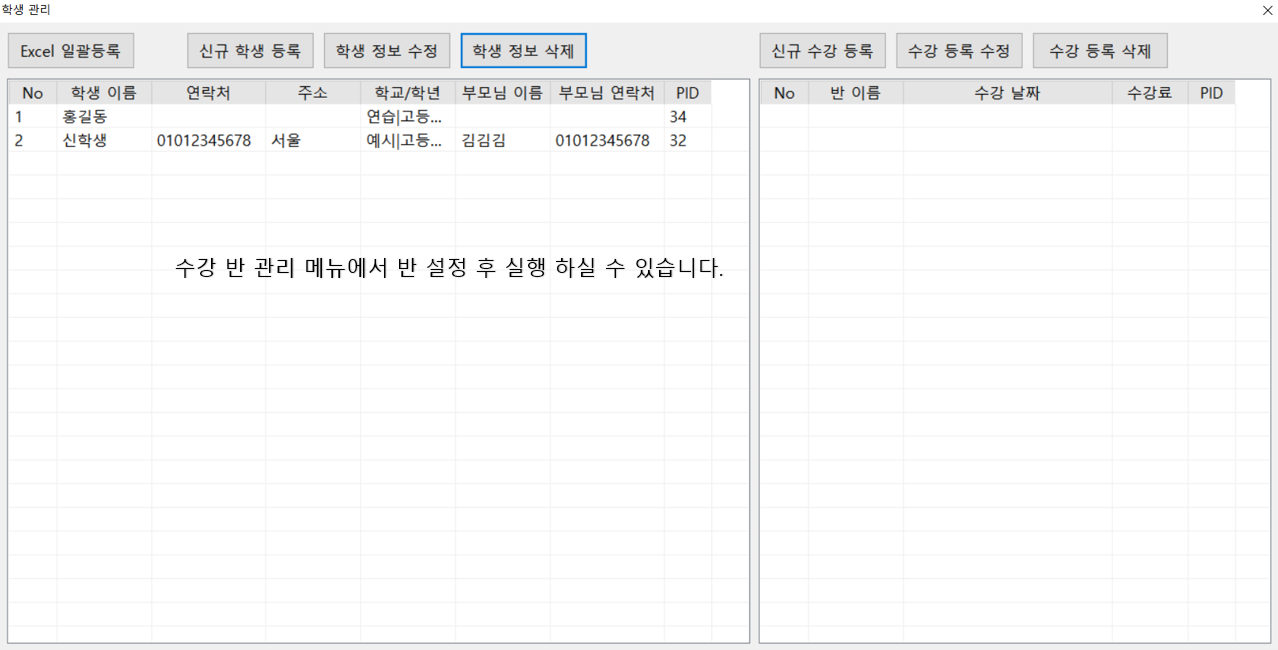 학생 관리
Excel 일괄등록 신규 학생 등록 학생 정보 수정 학생 정보 삭제 신규 수강 등록 수강 등록 수정 수강 등록 삭제
No 학생 이름 연락처 주소 학교/학년 부모님 이름 부모님 연락처 PID No 반 이름 수강 날짜 수강료 PID
1 홍길동 연습|고등... 34
2 신학생 01012345678 서울 예시|고등... 김김김 01012345678 32
수강 반 관리 메뉴에서 반 설정 후 실행 하실 수 있습니다.